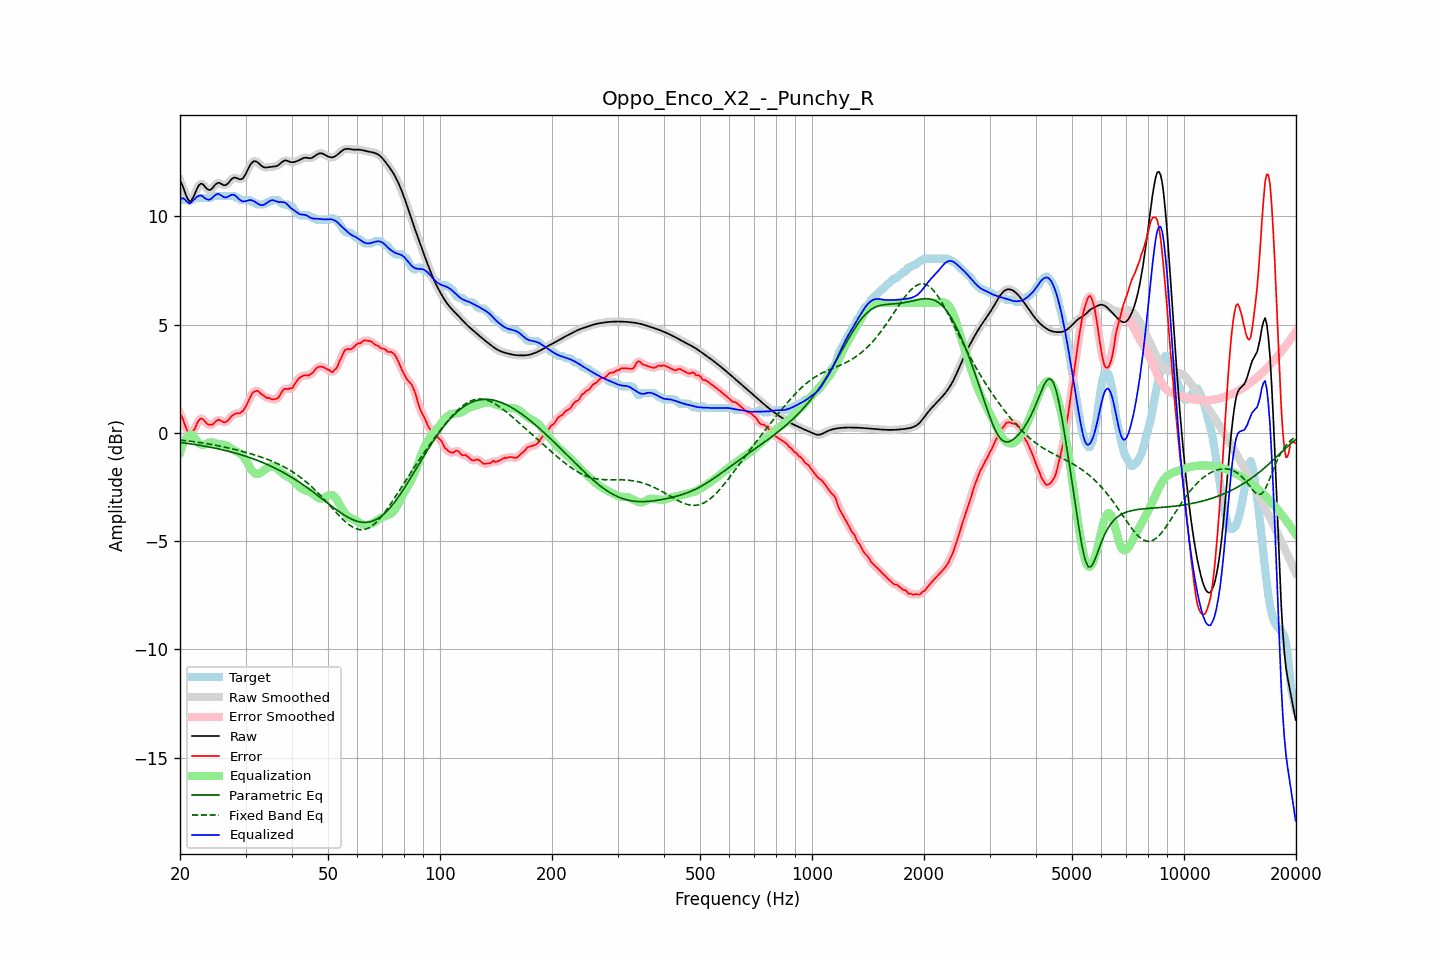 Oppo_Enco_X2_-_Punchy_R
Amplitude (dBr)
10
5
0
−5
−10
−15
Target
Raw Smoothed
Error Smoothed
Raw
Error
Equalization
Parametric Eq
Fixed Band Eq
Equalized
20 50 100 200 500 1000 2000 5000 10000 20000
Frequency (Hz)